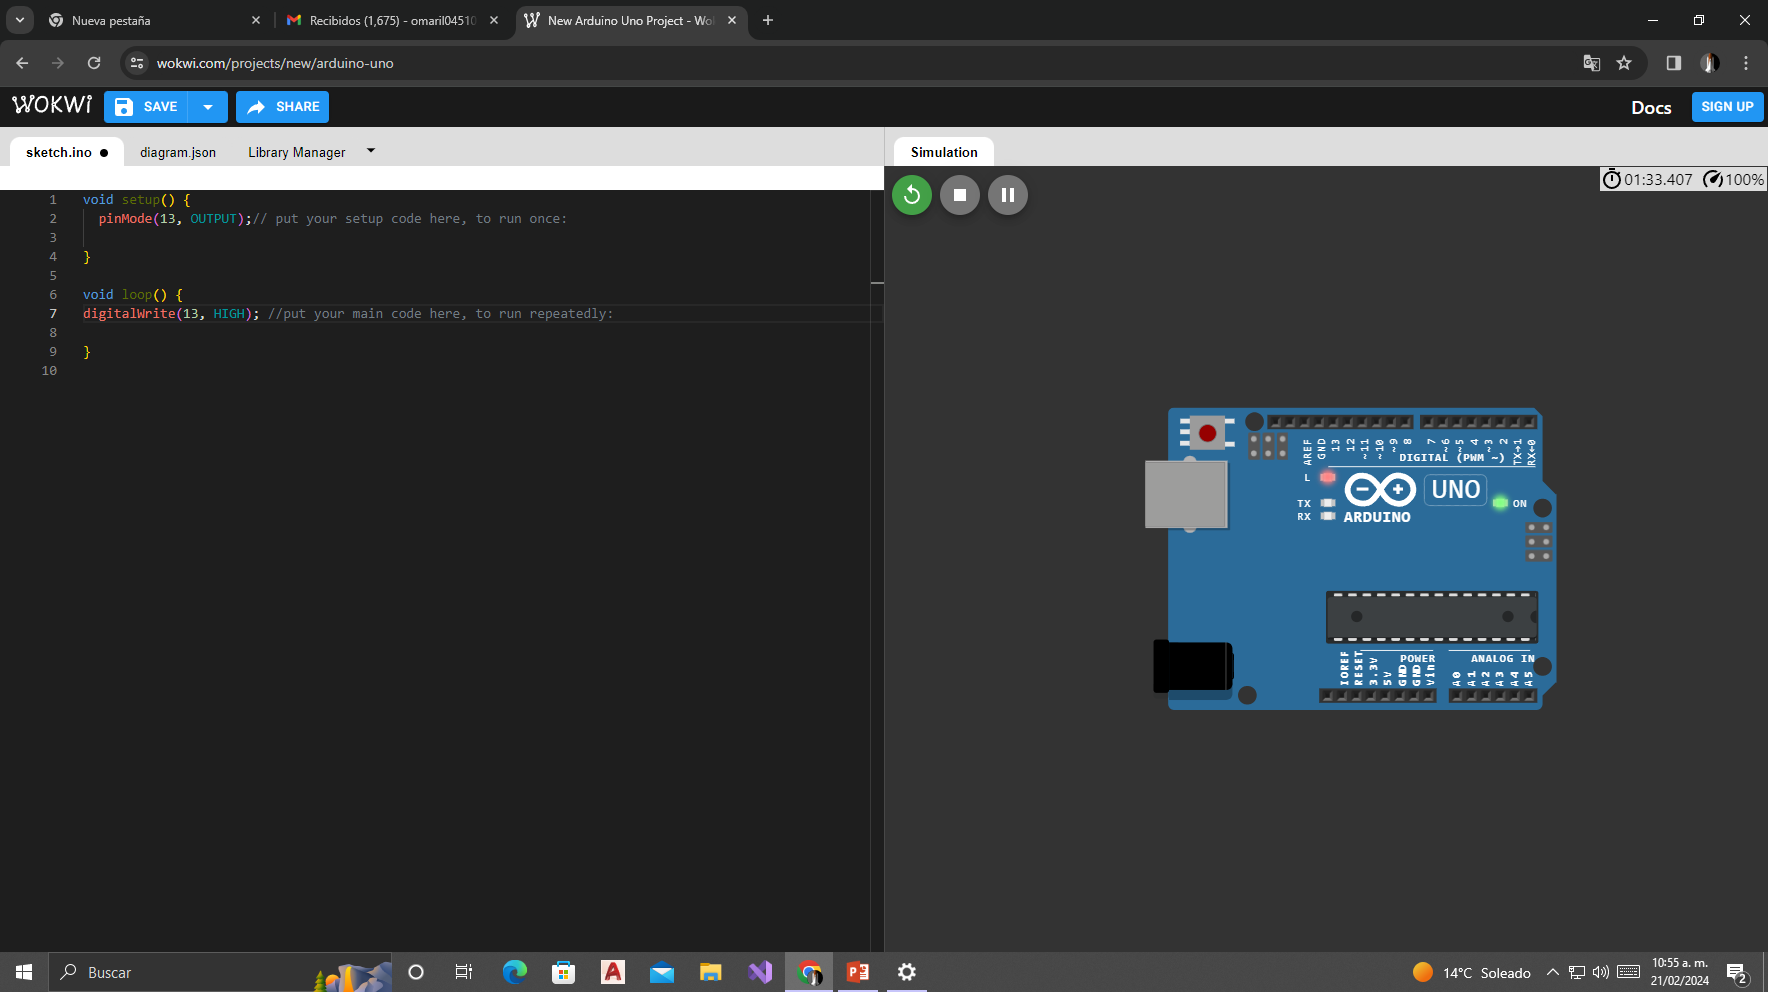 Nueva pestaña
Recibidos (1,675) - omaril04510
New Arduino Uno Project - Wo
wokwi.com/projects/new/arduino-uno
WOKWi
SAVE
SHARE
Docs
SIGN UP
sketch.ino
diagram.json
Library Manager
Simulation
01:33.407
100%
1 void setup() {
2 pinMode(13, OUTPUT);// put your setup code here, to run once:
3
4 }
5
6 void loop() {
7 digitalWrite(13, HIGH); //put your main code here, to run repeatedly:
8
9 }
10
AREF GND 13 12 ~11 ~10 ~9 8 7 ~6 ~5 4 ~3 2 TX→1 RX←0
DIGITAL (PWM ~)
L
UNO
ON
TX
RX
ARDUINO
POWER
ANALOG IN
IOREF RESET 3.3V 5V GND GND Vin A0 A1 A2 A3 A4 A5
Buscar
14°C Soleado
10:55 a. m.
21/02/2024
2